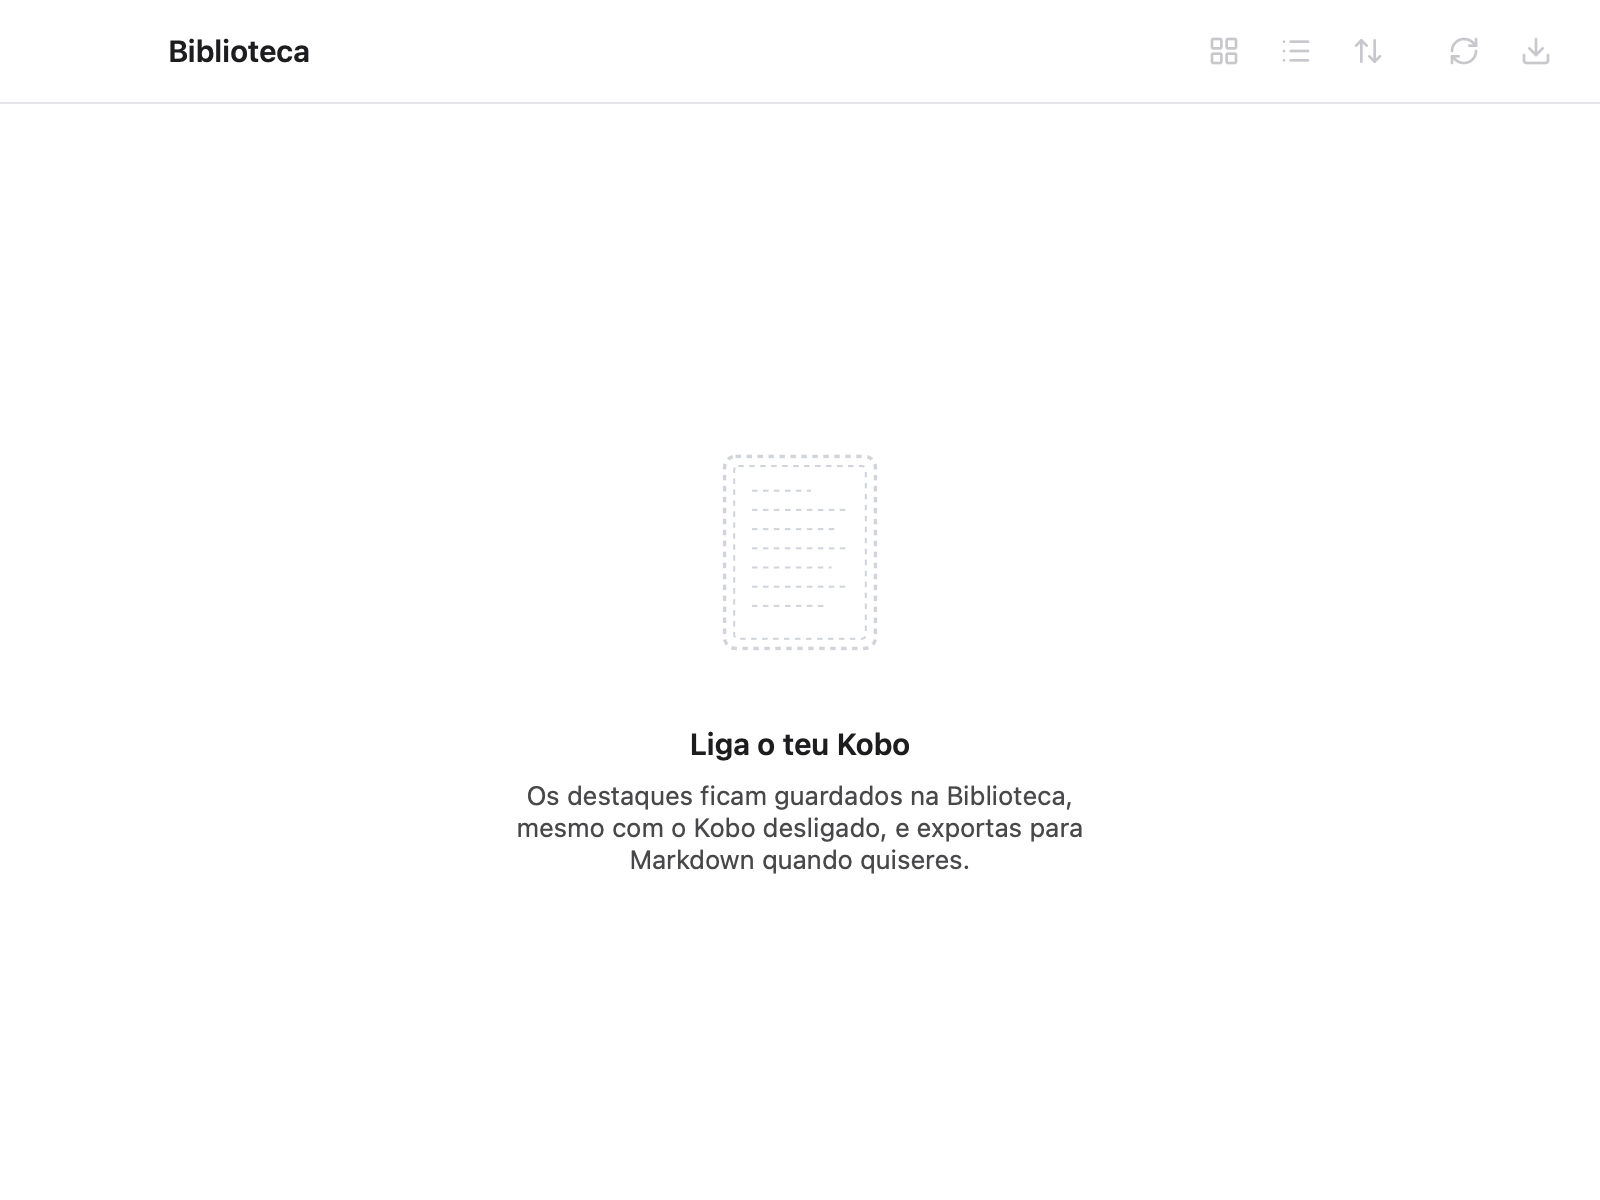 Biblioteca
Liga o teu Kobo
Os destaques ficam guardados na Biblioteca,
mesmo com o Kobo desligado, e exportas para
Markdown quando quiseres.